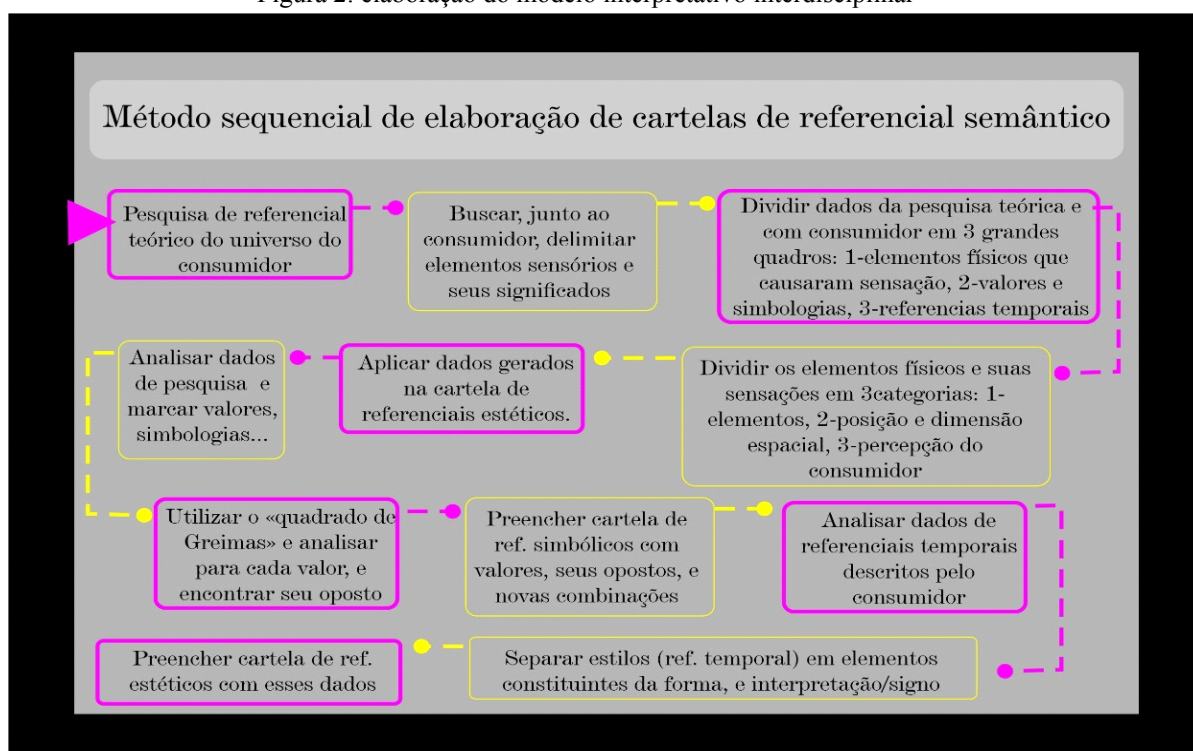 Figura 2: elaboração do modelo interpretativo interdisciplinar
Método sequencial de elaboração de cartelas de referencial semântico
Pesquisa de referencial
teórico do universo do
consumidor
Buscar, junto ao
consumidor, delimitar
elementos sensórios e
seus significados
Dividir dados da pesquisa teórica e
com consumidor em 3 grandes
quadros: 1-elementos físicos que
causaram sensação, 2-valores e
simbologias, 3-referencias temporais
Dividir os elementos físicos e suas
sensações em 3categorias: 1-
elementos, 2-posição e dimensão
espacial, 3-percepção do
consumidor
Aplicar dados gerados
na cartela de
referenciais estéticos.
Analisar dados
de pesquisa e
marcar valores,
simbologias...
Utilizar o «quadrado de
Greimas» e analisar
para cada valor, e
encontrar seu oposto
Preencher cartela de
ref. simbólicos com
valores, seus opostos, e
novas combinações
Analisar dados de
referenciais temporais
descritos pelo
consumidor
Separar estilos (ref. temporal) em elementos
constituintes da forma, e interpretação/signo
Preencher cartela de ref.
estéticos com esses dados